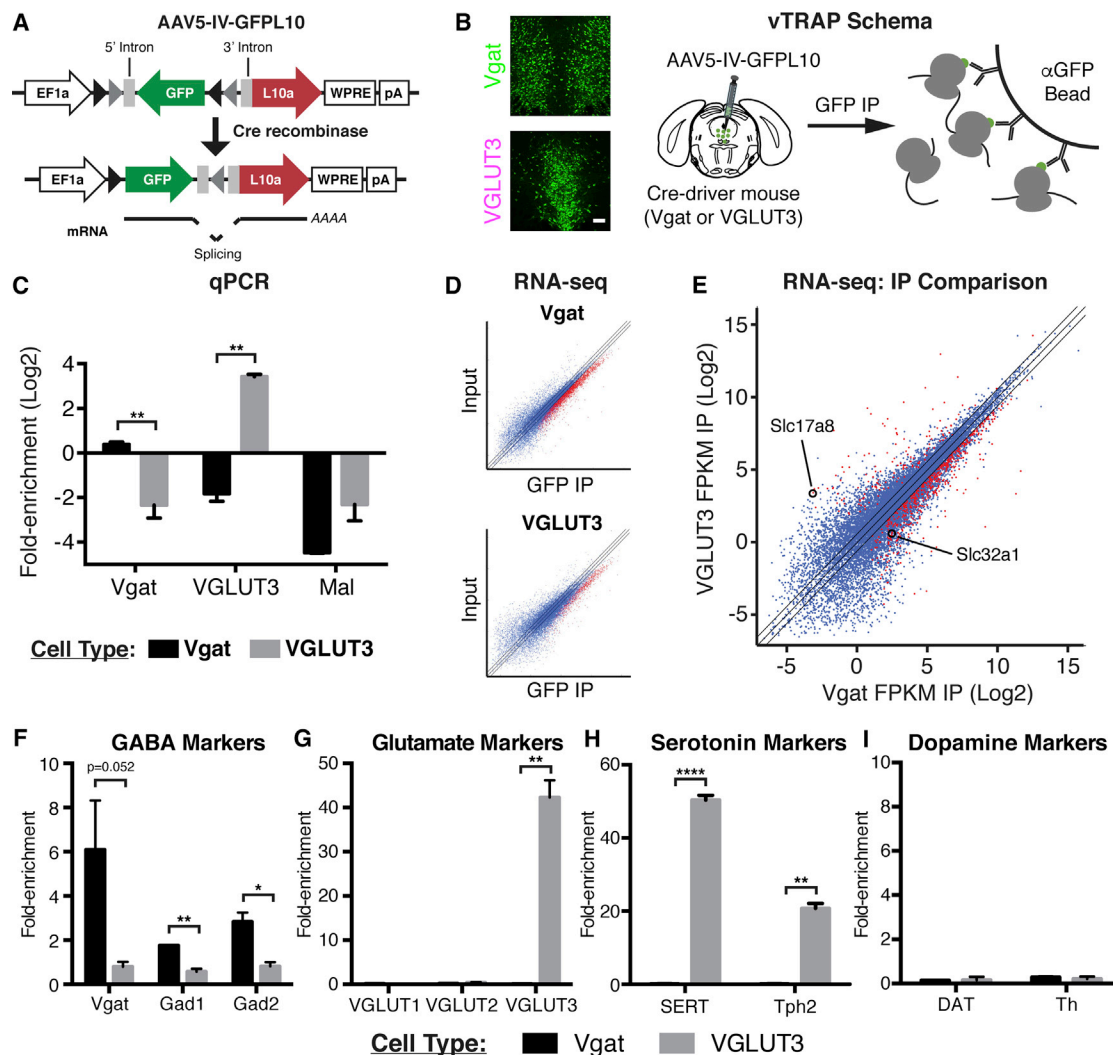 A
AAV5-IV-GFPL10
5' Intron
3' Intron
EF1a
GFP
L10a
WPRE
pA
Cre recombinase
EF1a
GFP
L10a
WPRE
pA
mRNA
AAAA
Splicing
B
vTRAP Schema
Vgat
VGLUT3
AAV5-IV-GFPL10
Cre-driver mouse
(Vgat or VGLUT3)
GFP IP
αGFP
Bead
C
qPCR
Fold-enrichment (Log2)
4
2
0
-2
-4
Vgat
VGLUT3
Mal
**
**
Cell Type:
Vgat
VGLUT3
D
RNA-seq
Vgat
Input
GFP IP
VGLUT3
Input
GFP IP
E
RNA-seq: IP Comparison
VGLUT3 FPKM IP (Log2)
15
10
5
0
-5
Slc17a8
Slc32a1
-5
0
5
10
15
Vgat FPKM IP (Log2)
F
GABA Markers
Fold-enrichment
10
8
6
4
2
0
p=0.052
**
*
Vgat
Gad1
Gad2
G
Glutamate Markers
Fold-enrichment
50
40
30
20
10
0
**
VGLUT1
VGLUT2
VGLUT3
H
Serotonin Markers
Fold-enrichment
60
40
20
0
****
**
SERT
Tph2
I
Dopamine Markers
Fold-enrichment
10
8
6
4
2
0
DAT
Th
Cell Type:
Vgat
VGLUT3